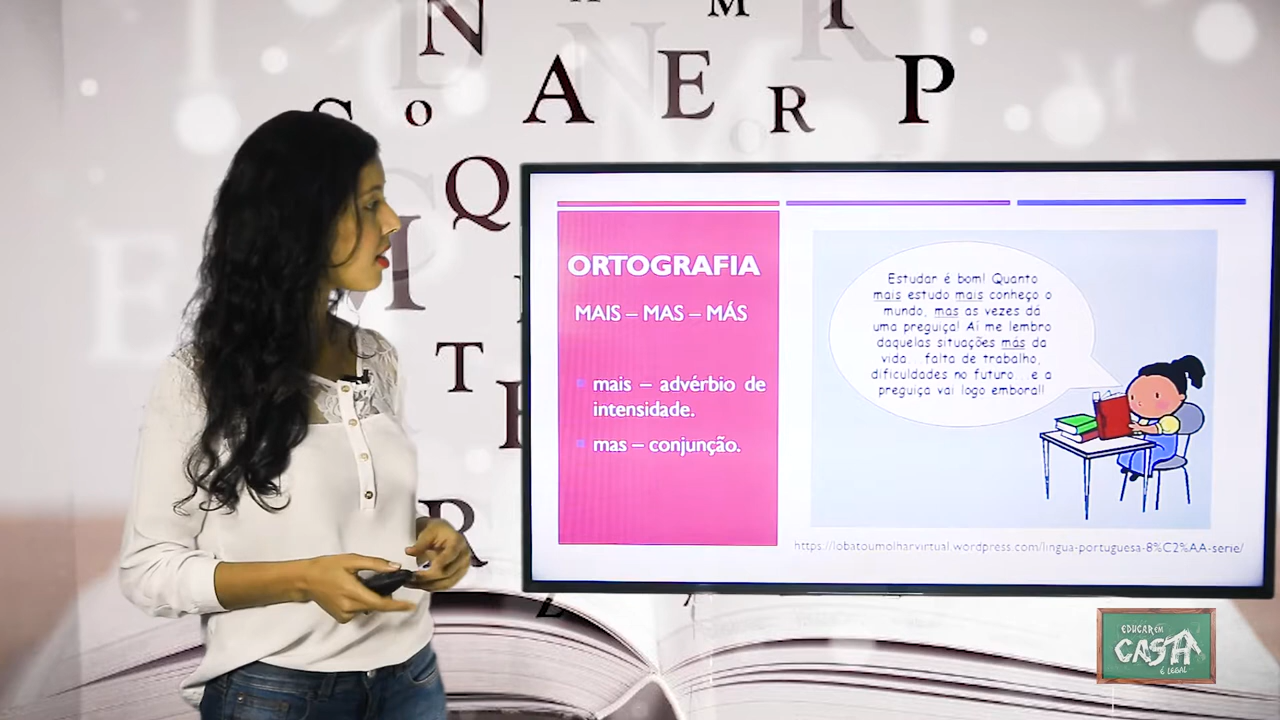 N A M I
S O A E R P
Q
M
T
R
ORTOGRAFIA
MAIS – MAS – MÁS
mais – advérbio de
intensidade.
mas – conjunção.
Estudar é bom! Quanto
mais estudo mais conheço o
mundo, mas as vezes dá
uma preguiça! Aí me lembro
daquelas situações más da
vida falta de trabalho,
dificuldades no futuro e a
preguiça vai logo embora!!
https://lobatoumolharvirtual.wordpress.com/lingua-portuguesa-8%C2%AA-serie/
EDUCAR EM
CASA
É LEGAL